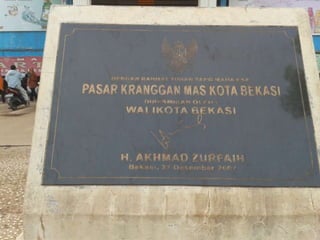 DENGAN RAHMAT TUHAN YANG MAHA ESA
PASAR KRANGGAN MAS KOTA BEKASI
DIRESMIKAN OLEH:
WALIKOTA BEKASI
H. AKHMAD ZURFAIH
Bekasi, Desember 2007